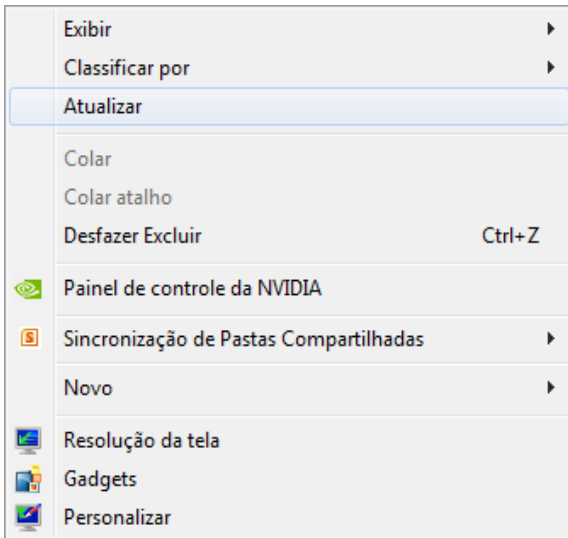 Exibir
Classificar por
Atualizar
Colar
Colar atalho
Desfazer Excluir Ctrl+Z
Painel de controle da NVIDIA
Sincronização de Pastas Compartilhadas
Novo
Resolução da tela
Gadgets
Personalizar